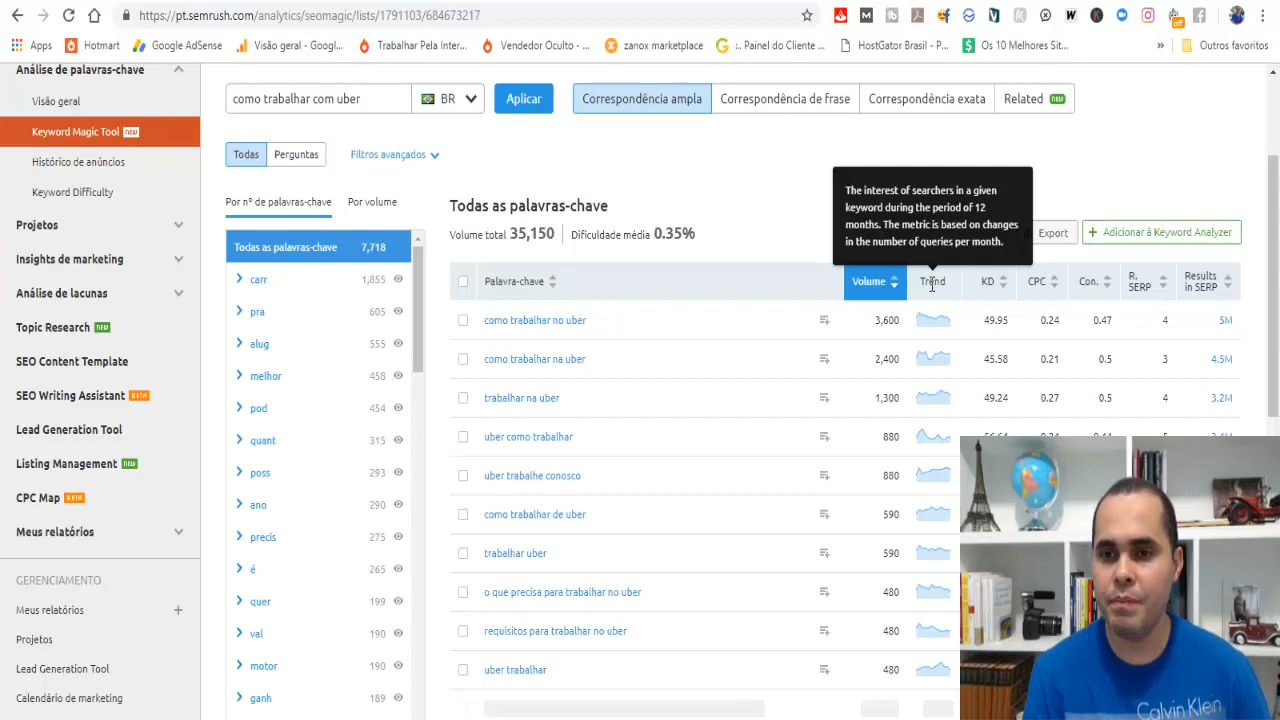 https://pt.semrush.com/analytics/seomagic/lists/1791103/684673217
Apps
Hotmart
Google AdSense
Visão geral - Googl...
Trabalhar Pela Inter...
Vendedor Oculto - ...
zanox marketplace
:. Painel do Cliente ...
HostGator Brasil - P...
Os 10 Melhores Sit...
»
Outros favoritos
off
Análise de palavras-chave
Visão geral
Keyword Magic Tool NEW
Histórico de anúncios
Keyword Difficulty
Projetos
Insights de marketing
Análise de lacunas
Topic Research NEW
SEO Content Template
SEO Writing Assistant BETA
Lead Generation Tool
Listing Management NEW
CPC Map BETA
Meus relatórios
GERENCIAMENTO
Meus relatórios +
Projetos
Lead Generation Tool
Calendário de marketing
como trabalhar com uber
BR
Aplicar
Correspondência ampla
Correspondência de frase
Correspondência exata
Related NEW
Todas
Perguntas
Filtros avançados
Por nº de palavras-chave
Por volume
Todas as palavras-chave 7,718
carr 1,855
pra 605
alug 555
melhor 458
pod 454
quant 315
poss 293
ano 290
precis 275
é 265
quer 199
val 190
motor 190
ganh 189
Todas as palavras-chave
Volume total 35,150
Dificuldade média 0.35%
The interest of searchers in a given
keyword during the period of 12
months. The metric is based on changes
in the number of queries per month.
Export
+ Adicionar à Keyword Analyzer
Palavra-chave Volume Trend KD CPC Con. R. SERP Results in SERP
como trabalhar no uber 3,600 49.95 0.24 0.47 4 5M
como trabalhar na uber 2,400 45.58 0.21 0.5 3 4.5M
trabalhar na uber 1,300 49.24 0.27 0.5 4 3.2M
uber como trabalhar 880
uber trabalhe conosco 880
como trabalhar de uber 590
trabalhar uber 590
o que precisa para trabalhar no uber 480
requisitos para trabalhar no uber 480
uber trabalhar 480
Calvin Klein